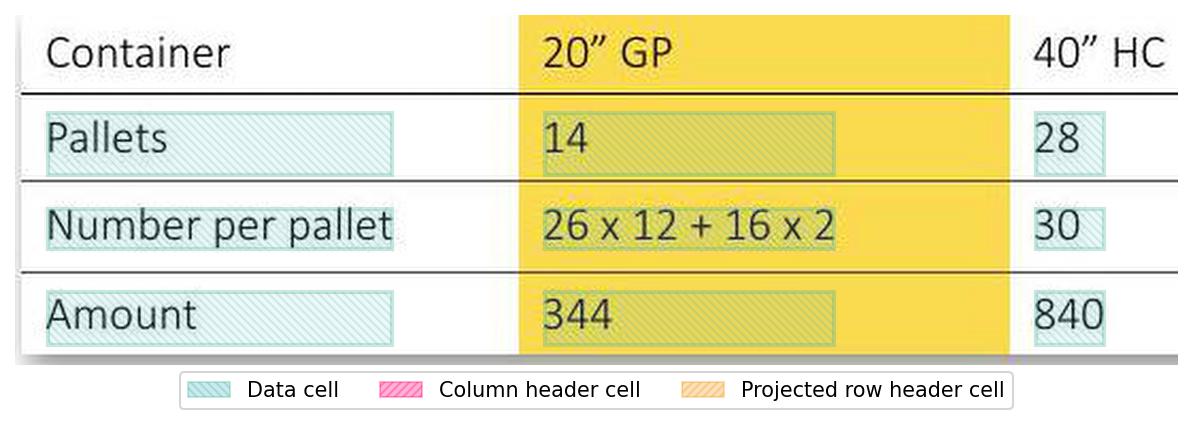 Container 20” GP 40” HC
Pallets 14 28
Number per pallet 26 x 12 + 16 x 2 30
Amount 344 840
Data cell Column header cell Projected row header cell